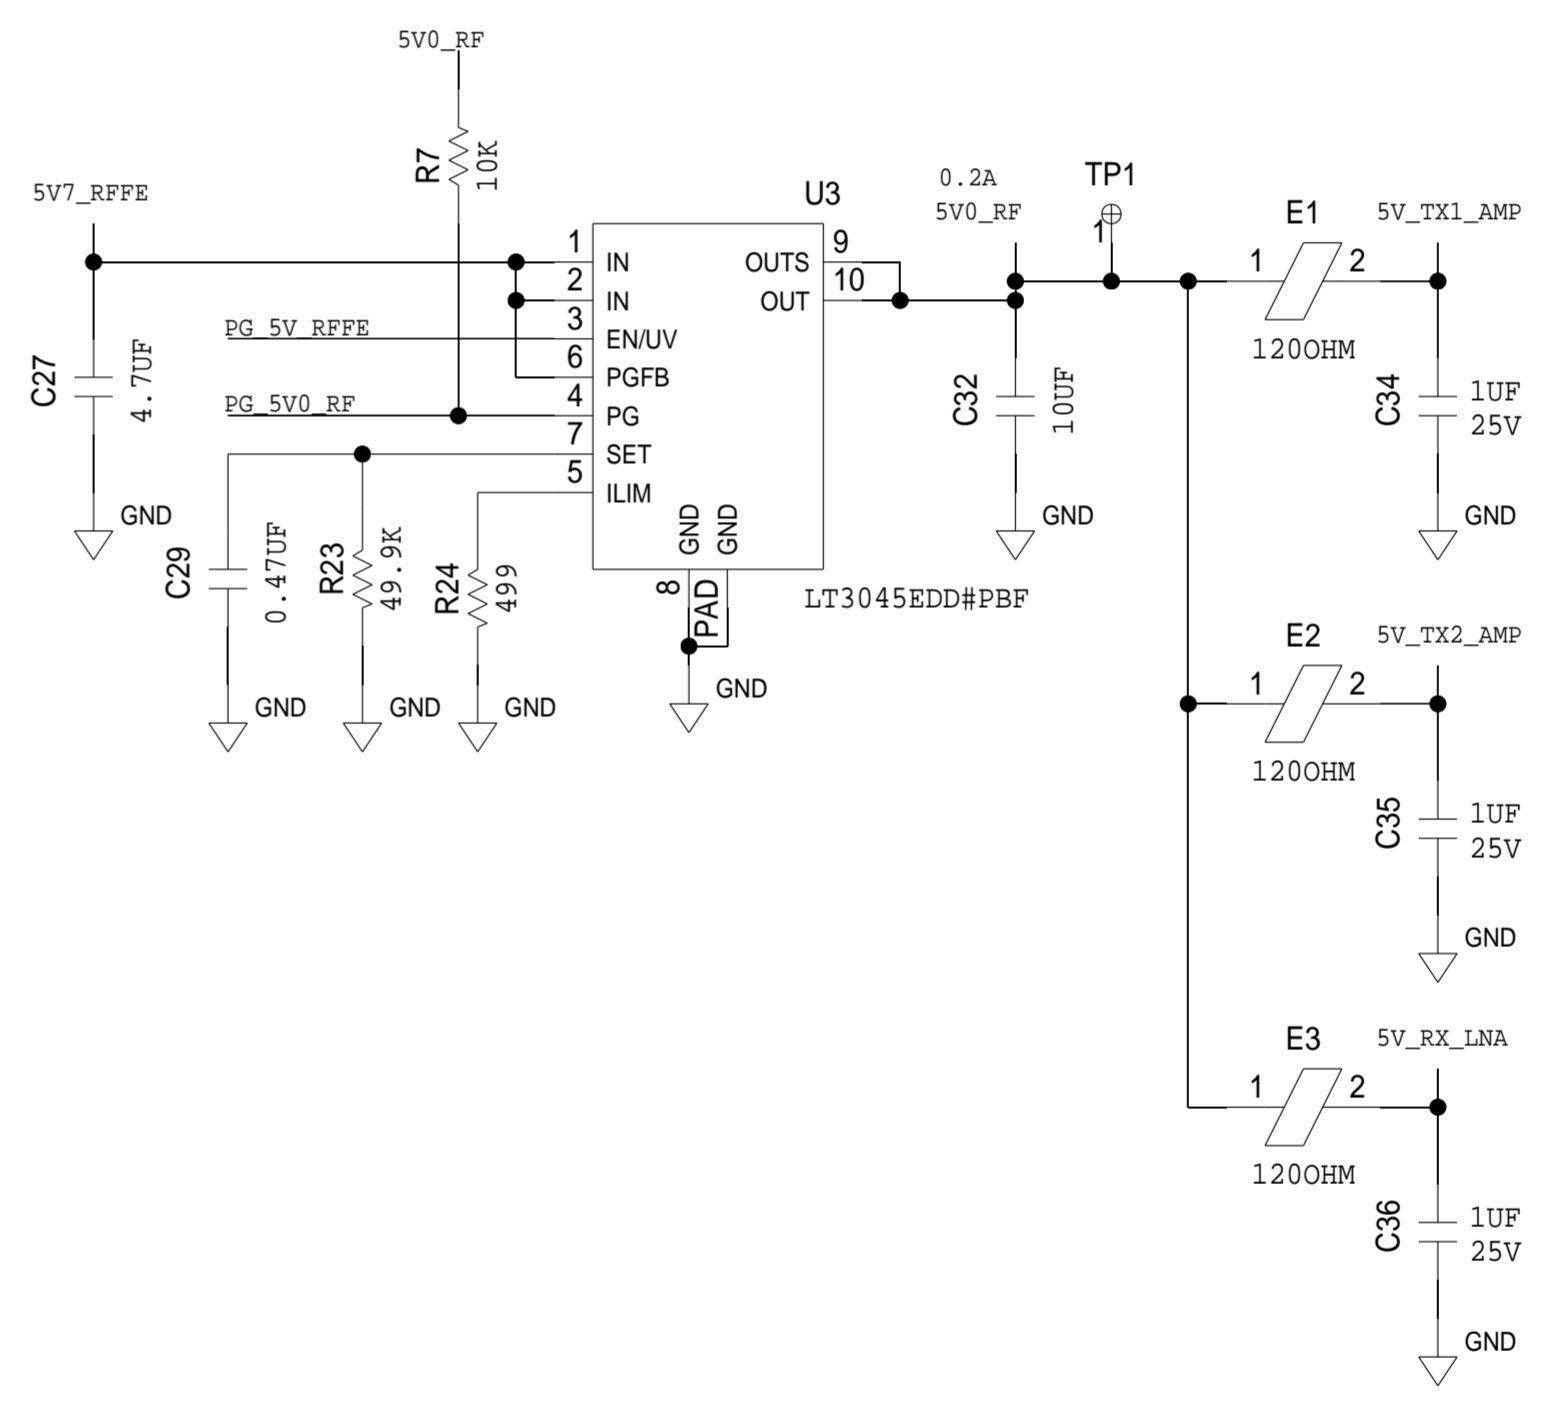 5V0_RF
R7
10K
5V7_RFFE
C27
4.7UF
GND
PG_5V_RFFE
PG_5V0_RF
C29
0.47UF
GND
R23
49.9K
GND
R24
499
GND
U3
1 IN
2 IN
3 EN/UV
6 PGFB
4 PG
7 SET
5 ILIM
OUTS 9
OUT 10
GND GND
8 PAD
LT3045EDD#PBF
GND
0.2A
5V0_RF
C32
10UF
GND
TP1
1
E1
1 2
120OHM
5V_TX1_AMP
C34
1UF
25V
GND
E2
1 2
120OHM
5V_TX2_AMP
C35
1UF
25V
GND
E3
1 2
120OHM
5V_RX_LNA
C36
1UF
25V
GND